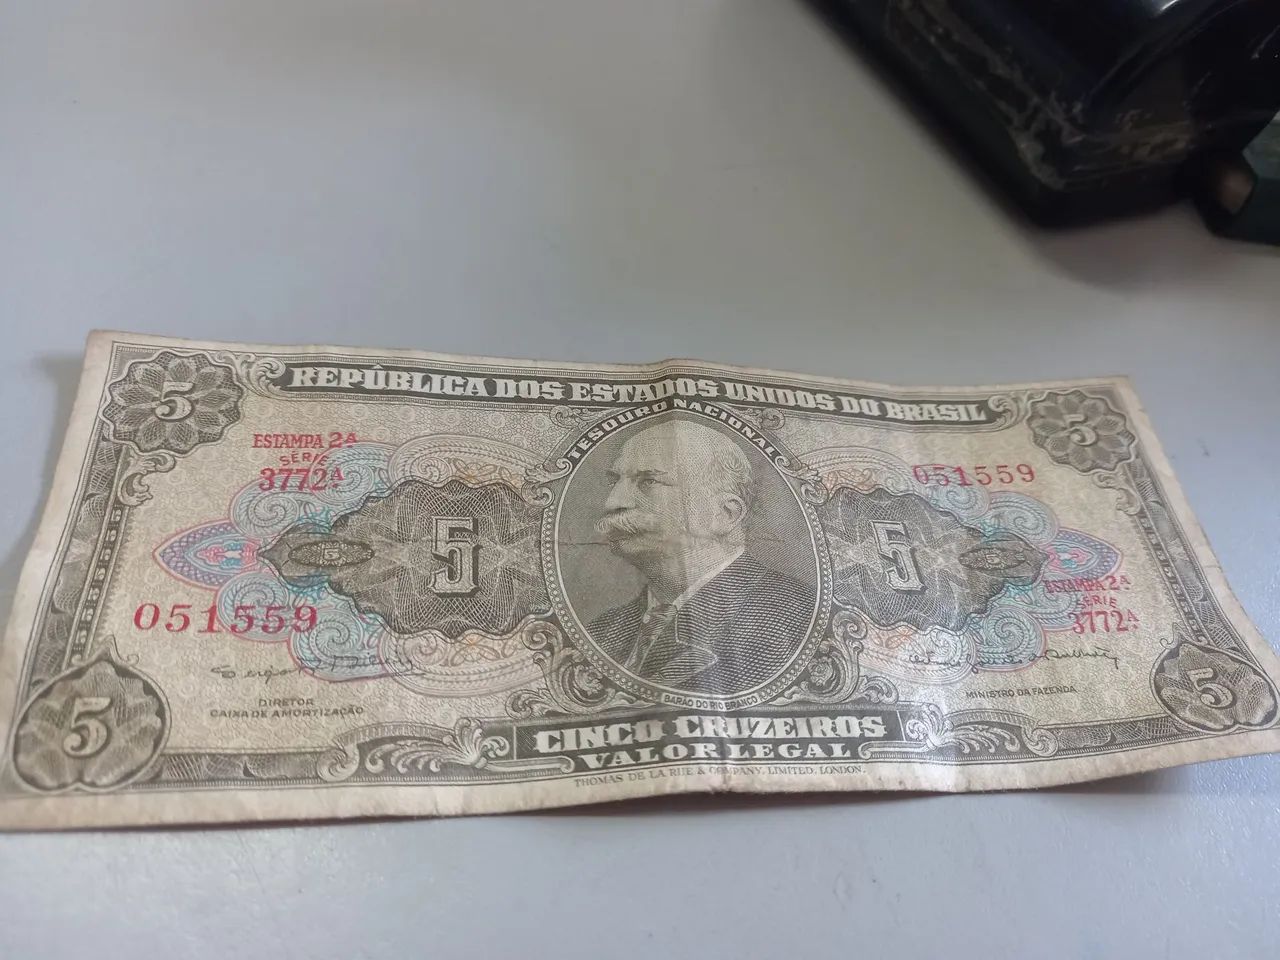 5
REPÚBLICA DOS ESTADOS UNIDOS DO BRASIL
5
TESOURO NACIONAL
ESTAMPA 2ª
SÉRIE
3772ª
051559
5
5
5
5
051559
ESTAMPA 2ª
SÉRIE
3772ª
DIRETOR
CAIXA DE AMORTIZAÇÃO
BARÃO DO RIO BRANCO
MINISTRO DA FAZENDA
5
CINCO CRUZEIROS
VALOR LEGAL
5
THOMAS DE LA RUE & COMPANY, LIMITED, LONDON.